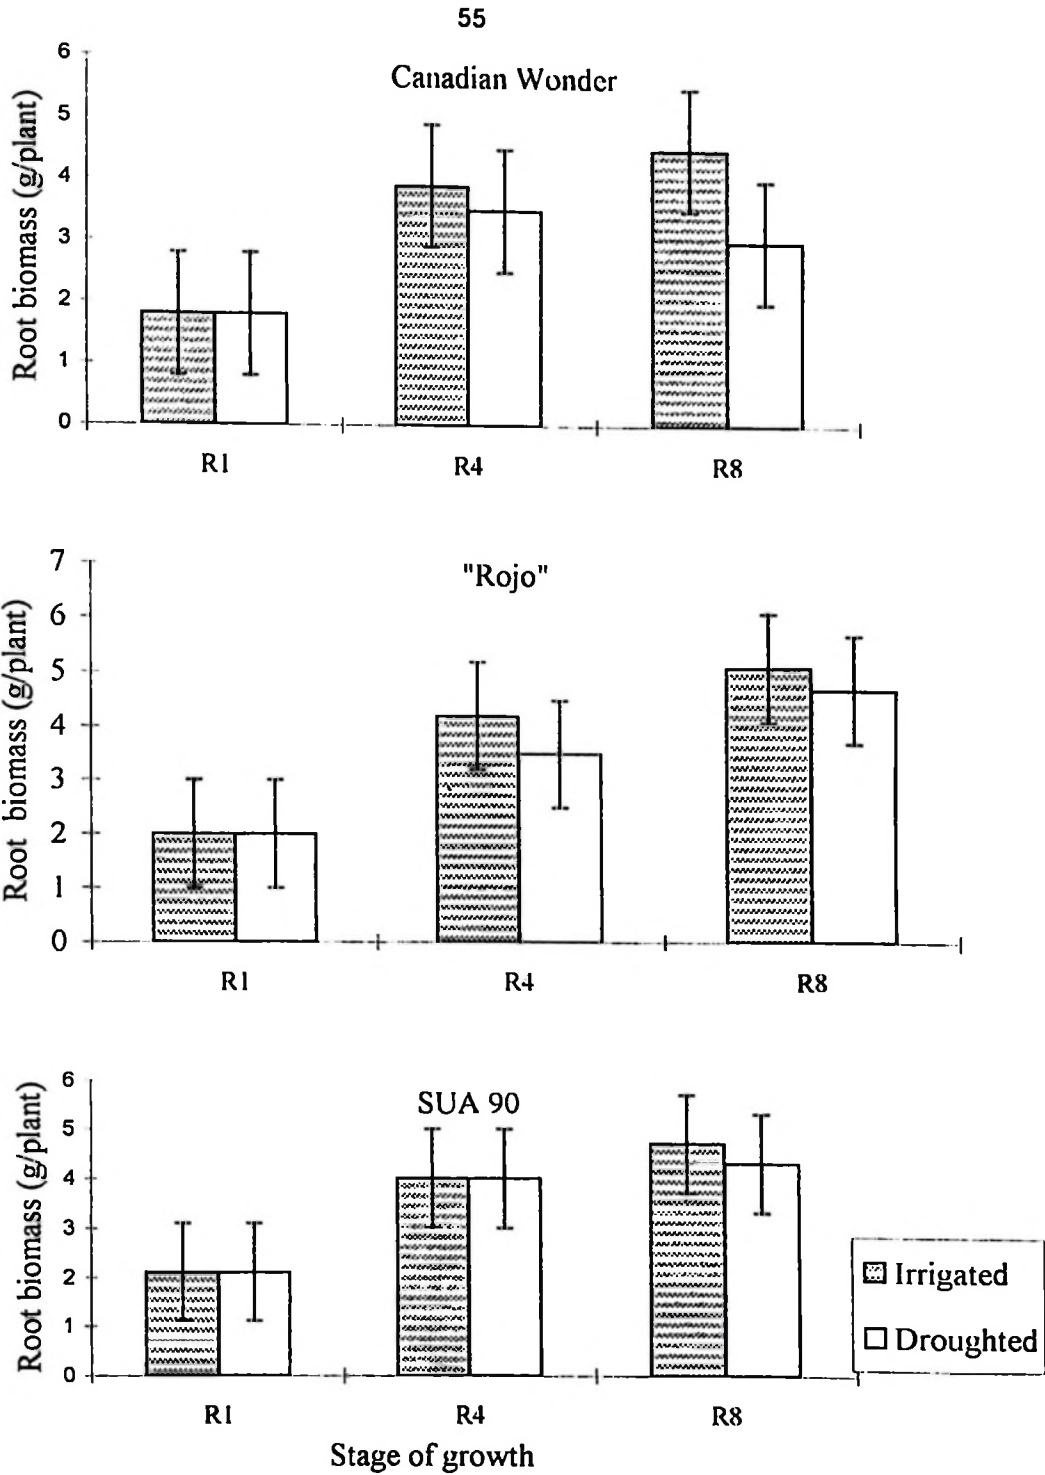 55
Canadian Wonder
Root biomass (g/plant)
6
5
4
3
2
1
0
R1 R4 R8
"Rojo"
Root biomass (g/plant)
7
6
5
4
3
2
1
0
R1 R4 R8
SUA 90
Root biomass (g/plant)
6
5
4
3
2
1
0
R1 R4 R8
Stage of growth
Irrigated
Droughted